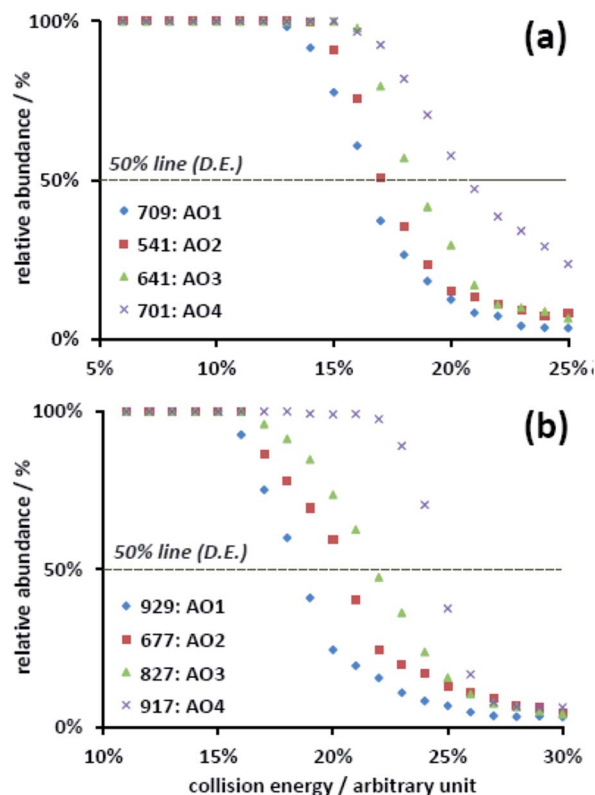 100%
(a)
relative abundance / %
50% line (D.E.)
50%
709: AO1
541: AO2
641: AO3
701: AO4
0%
5% 10% 15% 20% 25%
100%
(b)
relative abundance / %
50% line (D.E.)
50%
929: AO1
677: AO2
827: AO3
917: AO4
0%
10% 15% 20% 25% 30%
collision energy / arbitrary unit